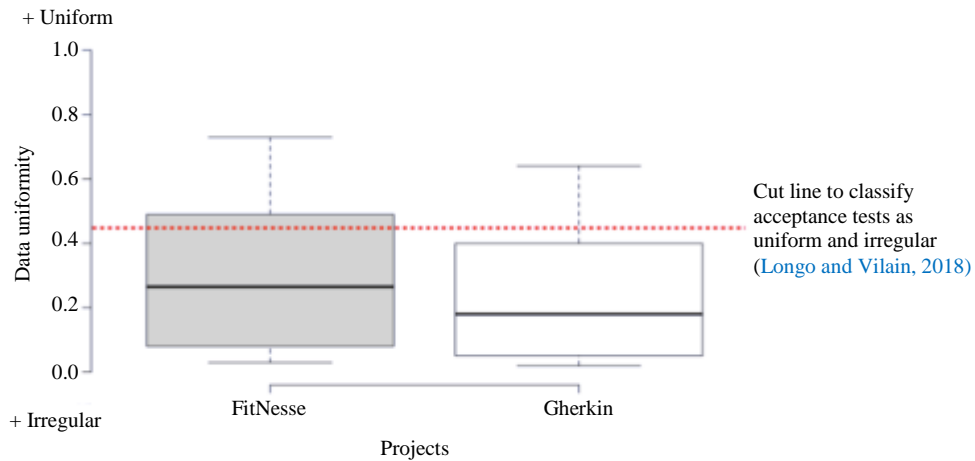 + Uniform
1.0
0.8
0.6
0.4
0.2
0.0
Data uniformity
+ Irregular
FitNesse
Gherkin
Projects
Cut line to classify
acceptance tests as
uniform and irregular
(Longo and Vilain, 2018)